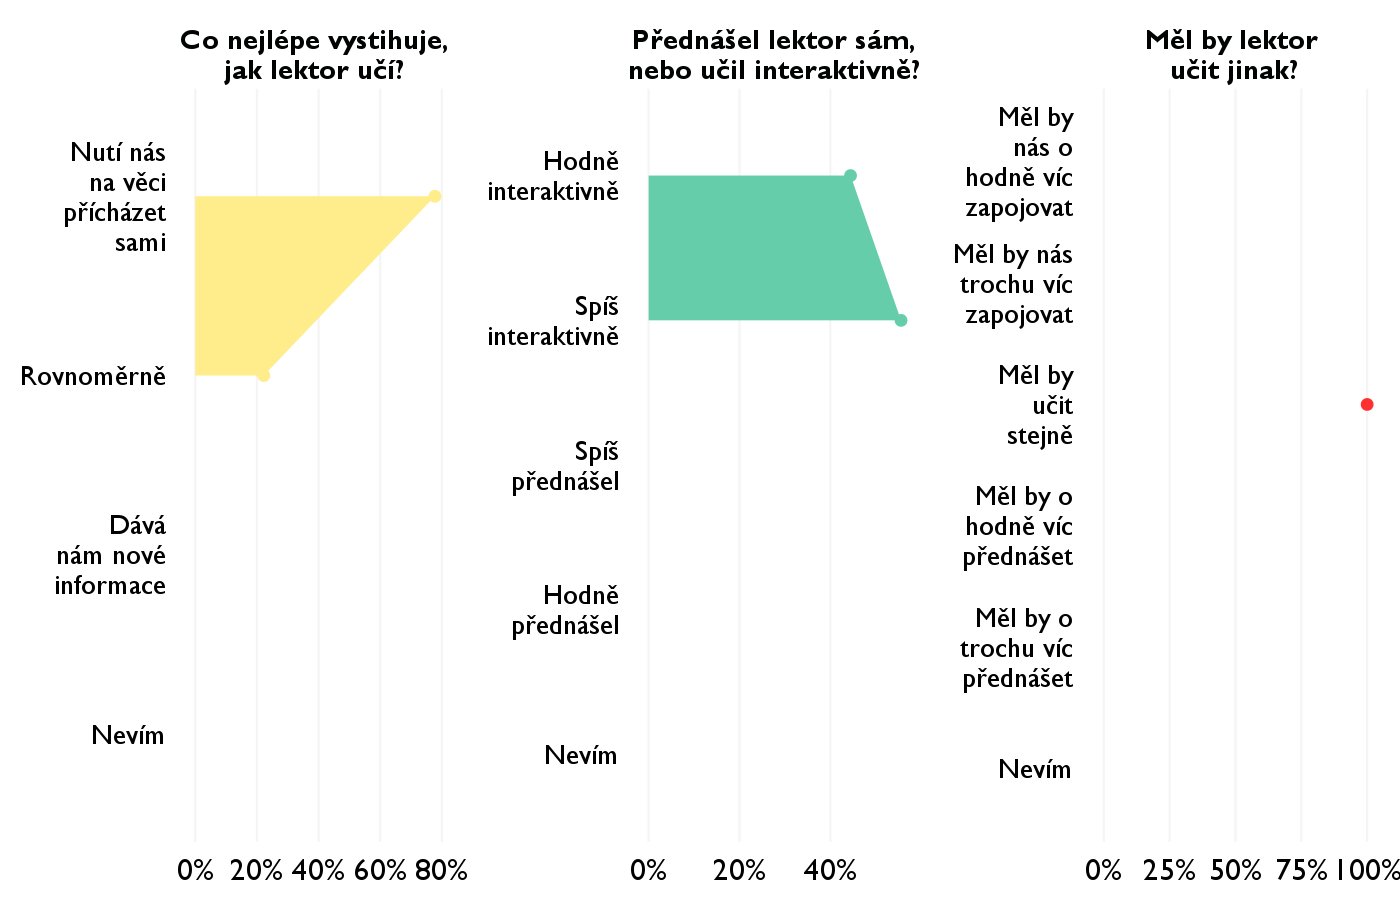 Co nejlépe vystihuje,
jak lektor učí?
Nutí nás
na věci
přícházet
sami
Rovnoměrně
Dává
nám nové
informace
Nevím
0% 20% 40% 60% 80%
Přednášel lektor sám,
nebo učil interaktivně?
Hodně
interaktivně
Spíš
interaktivně
Spíš
přednášel
Hodně
přednášel
Nevím
0% 20% 40%
Měl by lektor
učit jinak?
Měl by
nás o
hodně víc
zapojovat
Měl by nás
trochu víc
zapojovat
Měl by
učit
stejně
Měl by o
hodně víc
přednášet
Měl by o
trochu víc
přednášet
Nevím
0% 25% 50% 75% 100%